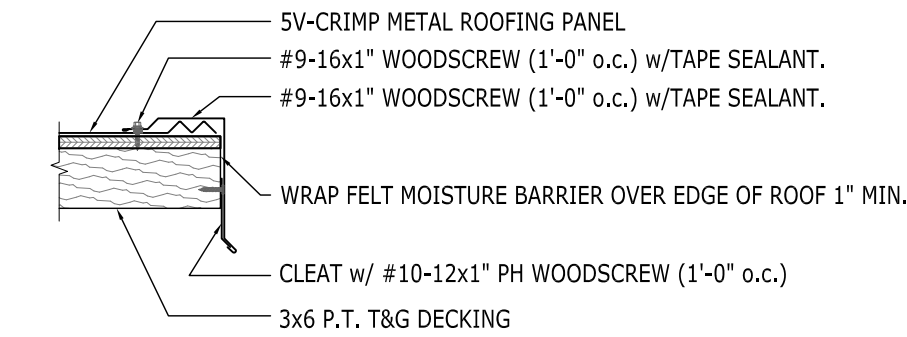 5V-CRIMP METAL ROOFING PANEL
#9-16x1" WOODSCREW (1'-0" o.c.) w/TAPE SEALANT.
#9-16x1" WOODSCREW (1'-0" o.c.) w/TAPE SEALANT.
WRAP FELT MOISTURE BARRIER OVER EDGE OF ROOF 1" MIN.
CLEAT w/ #10-12x1" PH WOODSCREW (1'-0" o.c.)
3x6 P.T. T&G DECKING